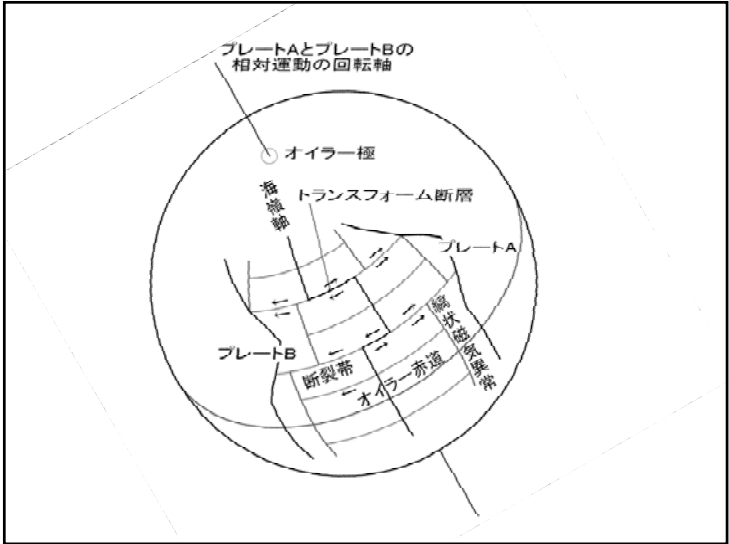 プレートAとプレートBの
相対運動の回転軸
オイラー極
海嶺軸
トランスフォーム断層
プレートA
プレートB
縞状磁気異常
断裂帯
オイラー赤道